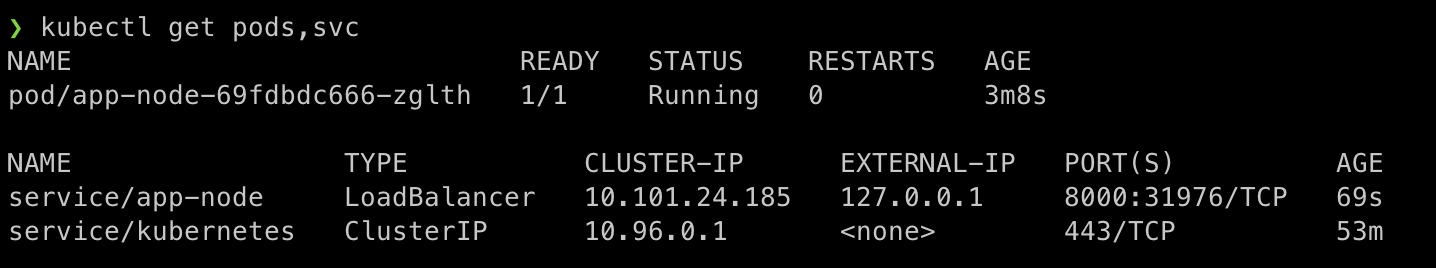 ❯ kubectl get pods,svc
NAME                            READY   STATUS    RESTARTS   AGE
pod/app-node-69fdbdc666-zglth   1/1     Running   0          3m8s

NAME                 TYPE           CLUSTER-IP      EXTERNAL-IP   PORT(S)          AGE
service/app-node     LoadBalancer   10.101.24.185   127.0.0.1     8000:31976/TCP   69s
service/kubernetes   ClusterIP      10.96.0.1       <none>        443/TCP          53m